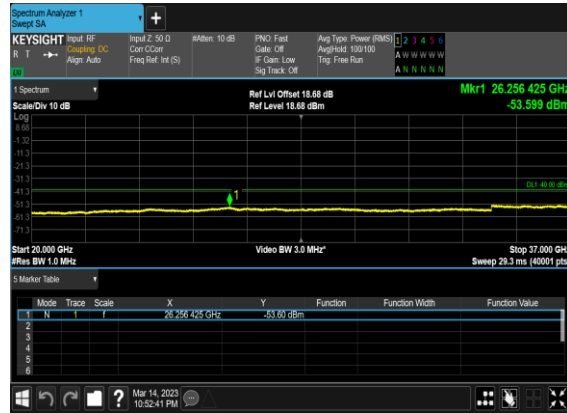 Spectrum Analyzer 1
Swept SA
+
KEYSIGHT
R T
Input: RF
Coupling: DC
Align: Auto
Input Z: 50 Ω
Corr CCorr
Freq Ref: Int (S)
#Atten: 10 dB
PNO: Fast
Gate: Off
IF Gain: Low
Sig Track: Off
Avg Type: Power (RMS)
Avg|Hold: 100/100
Trig: Free Run
1 2 3 4 5 6
A W W W W W
A N N N N N
1 Spectrum
Scale/Div 10 dB
Log
Ref Lvl Offset 18.68 dB
Ref Level 18.68 dBm
Mkr1 26.256 425 GHz
-53.599 dBm
8.68
-1.32
-11.3
-21.3
-31.3
-41.3
-51.3
-61.3
-71.3
1
DL1 -40.00 dBm
Start 20.000 GHz
#Res BW 1.0 MHz
Video BW 3.0 MHz*
Stop 37.000 GHz
Sweep 29.3 ms (40001 pts)
5 Marker Table
Mode Trace Scale X Y Function Function Width Function Value
1 N 1 f 26.256 425 GHz -53.60 dBm
2
3
4
5
6
?
Mar 14, 2023
10:52:41 PM